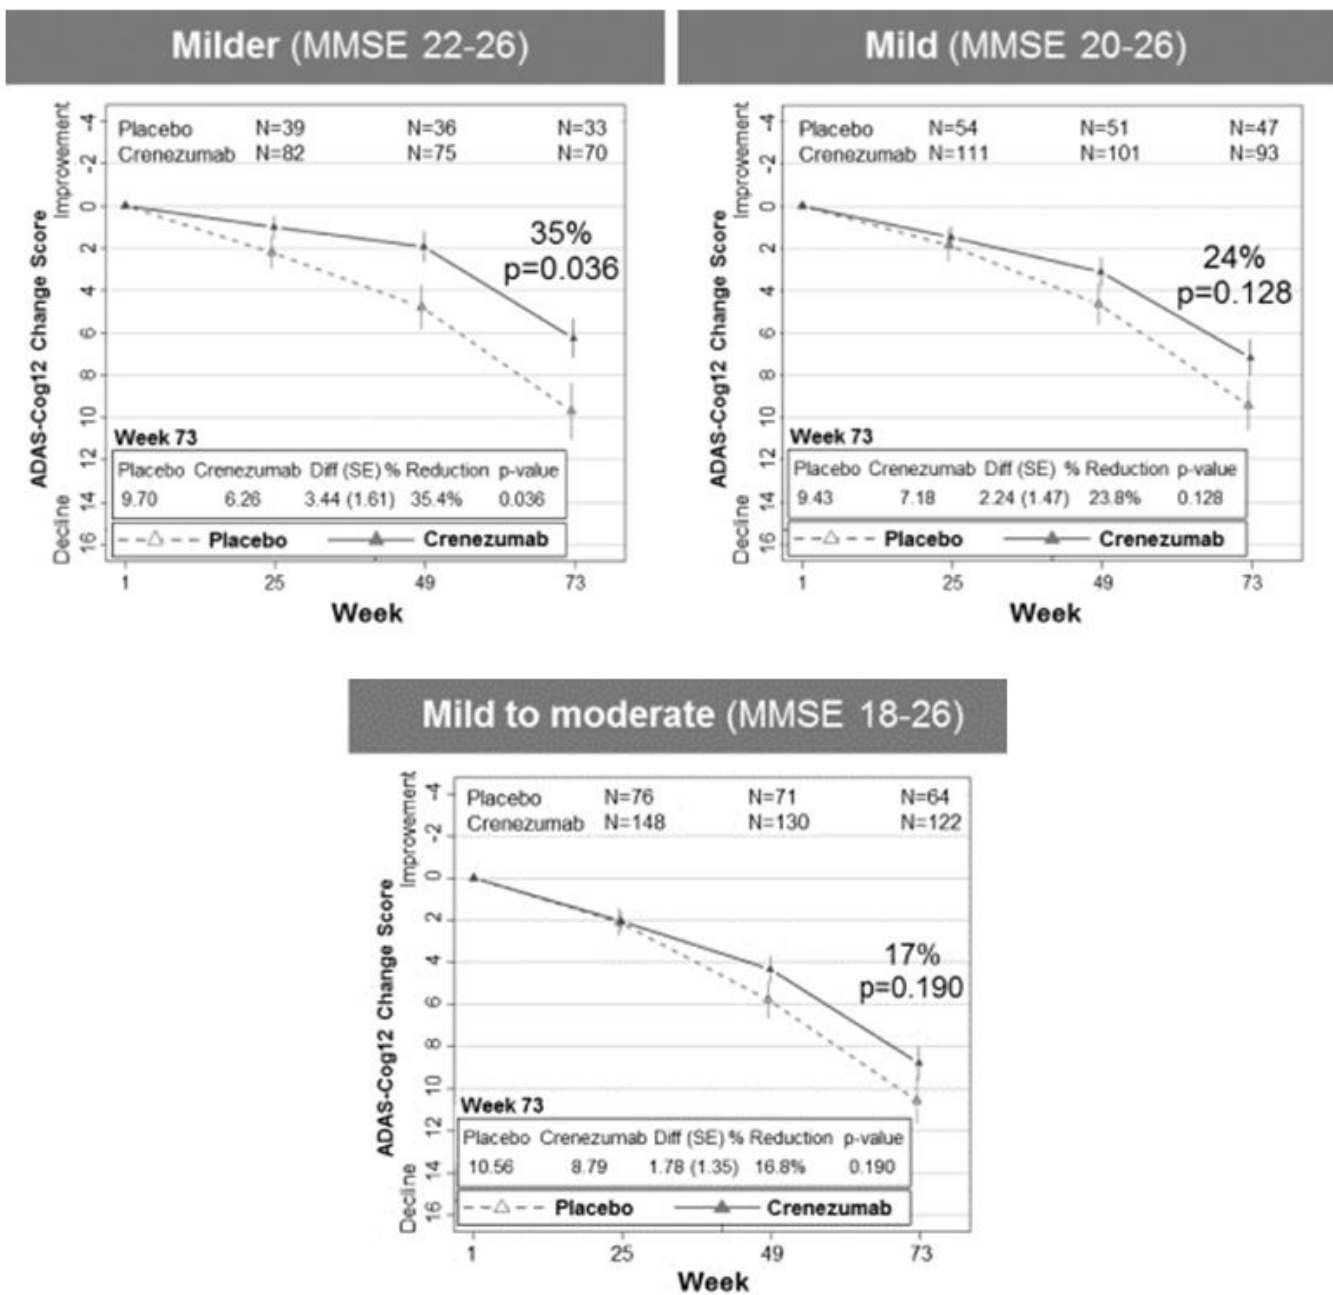 Milder (MMSE 22-26)
Improvement
-4
-2
0
2
4
6
8
10
12
14
16
Decline
ADAS-Cog12 Change Score
Placebo N=39 N=36 N=33
Crenezumab N=82 N=75 N=70
35%
p=0.036
Week 73
Placebo Crenezumab Diff (SE) % Reduction p-value
9.70 6.26 3.44 (1.61) 35.4% 0.036
Placebo Crenezumab
1 25 49 73
Week
Mild (MMSE 20-26)
Improvement
-4
-2
0
2
4
6
8
10
12
14
16
Decline
ADAS-Cog12 Change Score
Placebo N=54 N=51 N=47
Crenezumab N=111 N=101 N=93
24%
p=0.128
Week 73
Placebo Crenezumab Diff (SE) % Reduction p-value
9.43 7.18 2.24 (1.47) 23.8% 0.128
Placebo Crenezumab
1 25 49 73
Week
Mild to moderate (MMSE 18-26)
Improvement
-4
-2
0
2
4
6
8
10
12
14
16
Decline
ADAS-Cog12 Change Score
Placebo N=76 N=71 N=64
Crenezumab N=148 N=130 N=122
17%
p=0.190
Week 73
Placebo Crenezumab Diff (SE) % Reduction p-value
10.56 8.79 1.78 (1.35) 16.8% 0.190
Placebo Crenezumab
1 25 49 73
Week